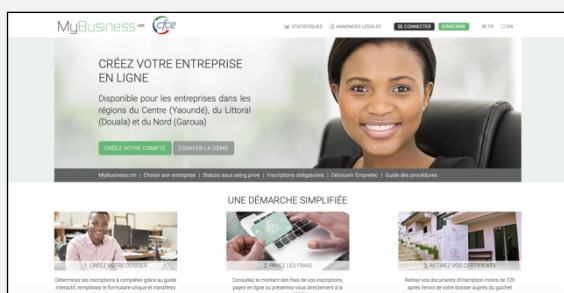 MyBusiness.cm cfce
STATISTIQUES ANNONCES LÉGALES SE CONNECTER S'INSCRIRE FR EN
CRÉEZ VOTRE ENTREPRISE
EN LIGNE
Disponible pour les entreprises dans les
régions du Centre (Yaoundé), du Littoral
(Douala) et du Nord (Garoua)
CRÉEZ VOTRE COMPTE ESSAYER LA DÉMO
MyBusiness.cm | Choisir son entreprise | Statuts sous seing privé | Inscriptions obligatoires | Découvrir Empretec | Guide des procédures
UNE DÉMARCHE SIMPLIFIÉE
1. CRÉEZ VOTRE DOSSIER 2. PAYEZ LES FRAIS 3. RETIREZ VOS CERTIFICATS
Déterminez les inscriptions à compléter grâce au guide Consultez le montant des frais de vos inscriptions, Retirez vos documents d'inscription moins de 72h
interactif, remplissez le formulaire unique et transférez payez en ligne ou présentez-vous directement à la après l'envoi de votre dossier auprès du guichet